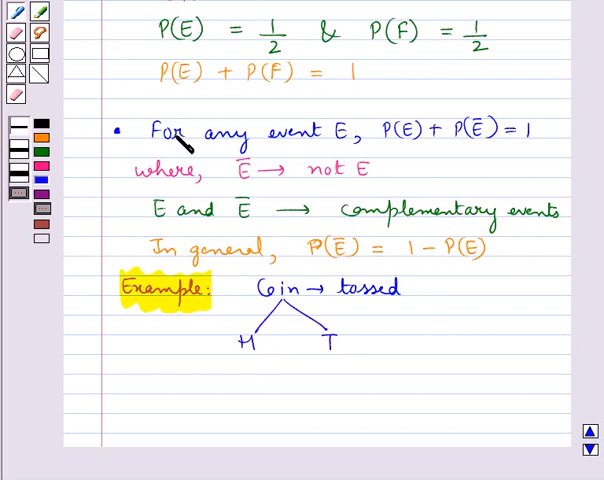 P(E) = 1/2 & P(F) = 1/2
P(E) + P(F) = 1
• For any event E, P(E) + P(Ē) = 1
where, Ē → not E
E and Ē → complementary events
In general, P(Ē) = 1 - P(E)
Example: Coin → tossed
H T